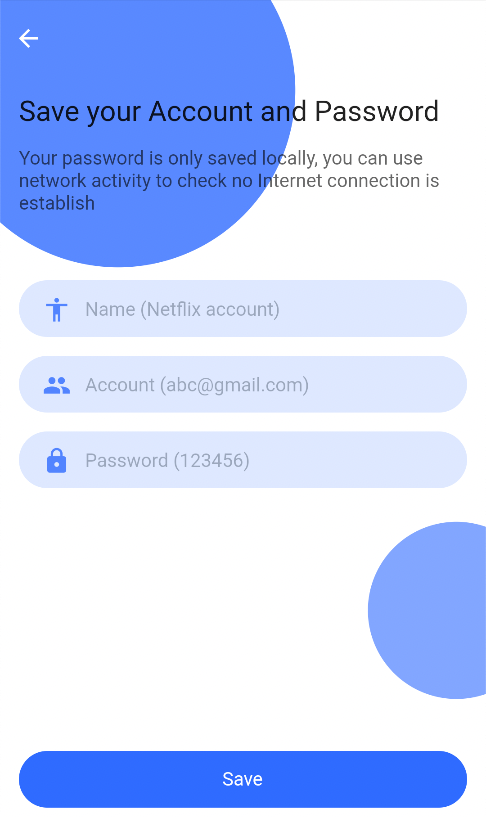 Save your Account and Password
Your password is only saved locally, you can use
network activity to check no Internet connection is
establish
Name (Netflix account)
Account (abc@gmail.com)
Password (123456)
Save